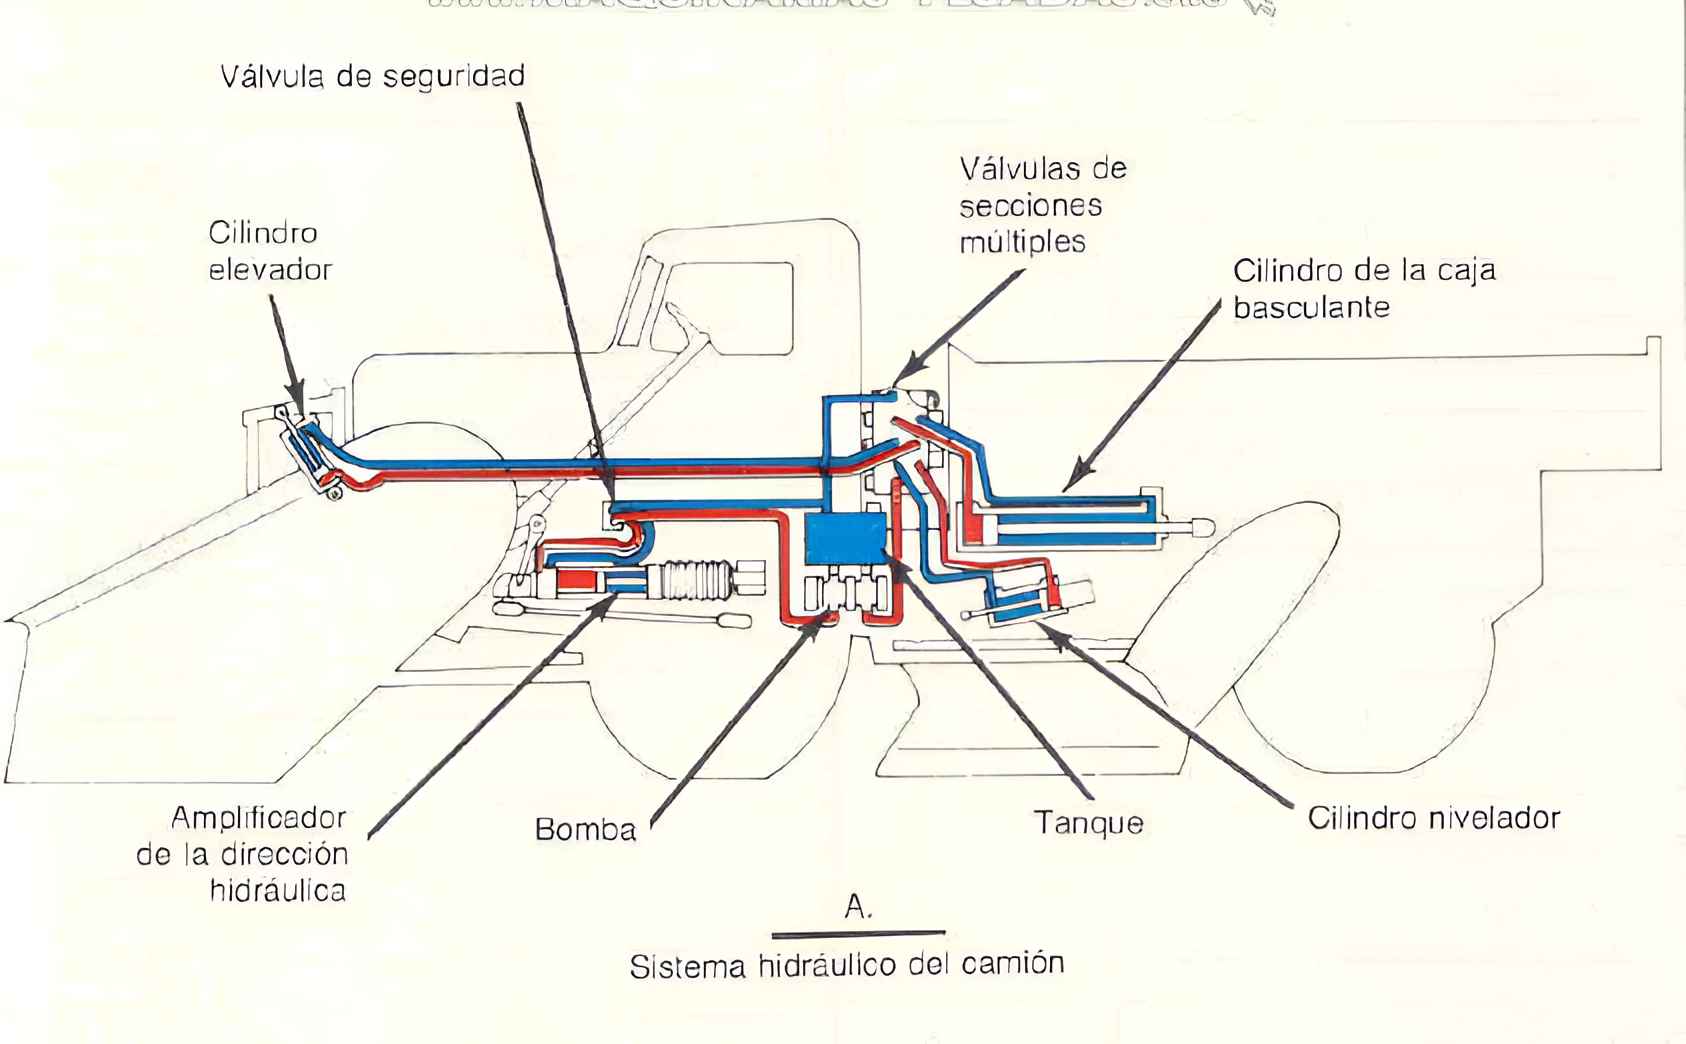 Válvula de seguridad
Válvulas de
secciones
múltiples
Cilindro
elevador
Cilindro de la caja
basculante
Amplificador
de la dirección
hidráulica
Bomba
Tanque
Cilindro nivelador
A.
Sistema hidráulico del camión